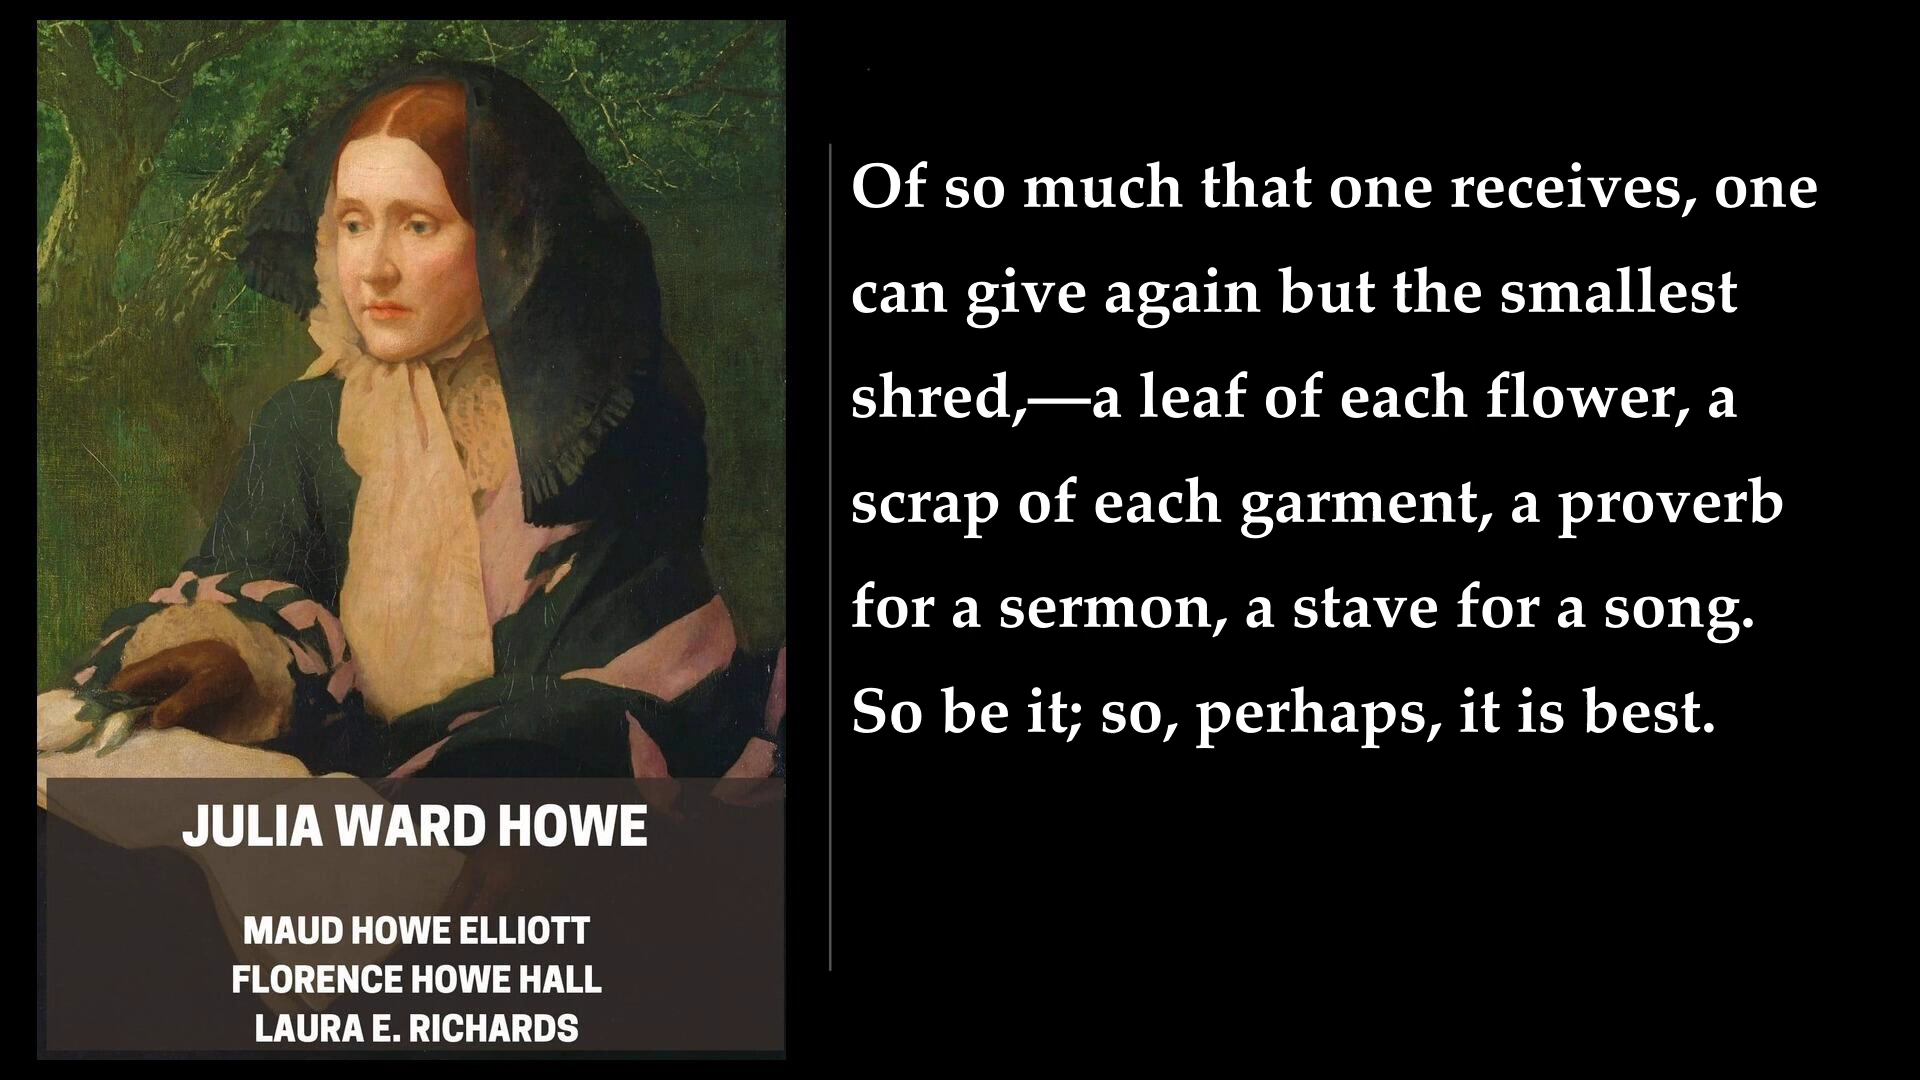 JULIA WARD HOWE
MAUD HOWE ELLIOTT
FLORENCE HOWE HALL
LAURA E. RICHARDS
Of so much that one receives, one
can give again but the smallest
shred,—a leaf of each flower, a
scrap of each garment, a proverb
for a sermon, a stave for a song.
So be it; so, perhaps, it is best.